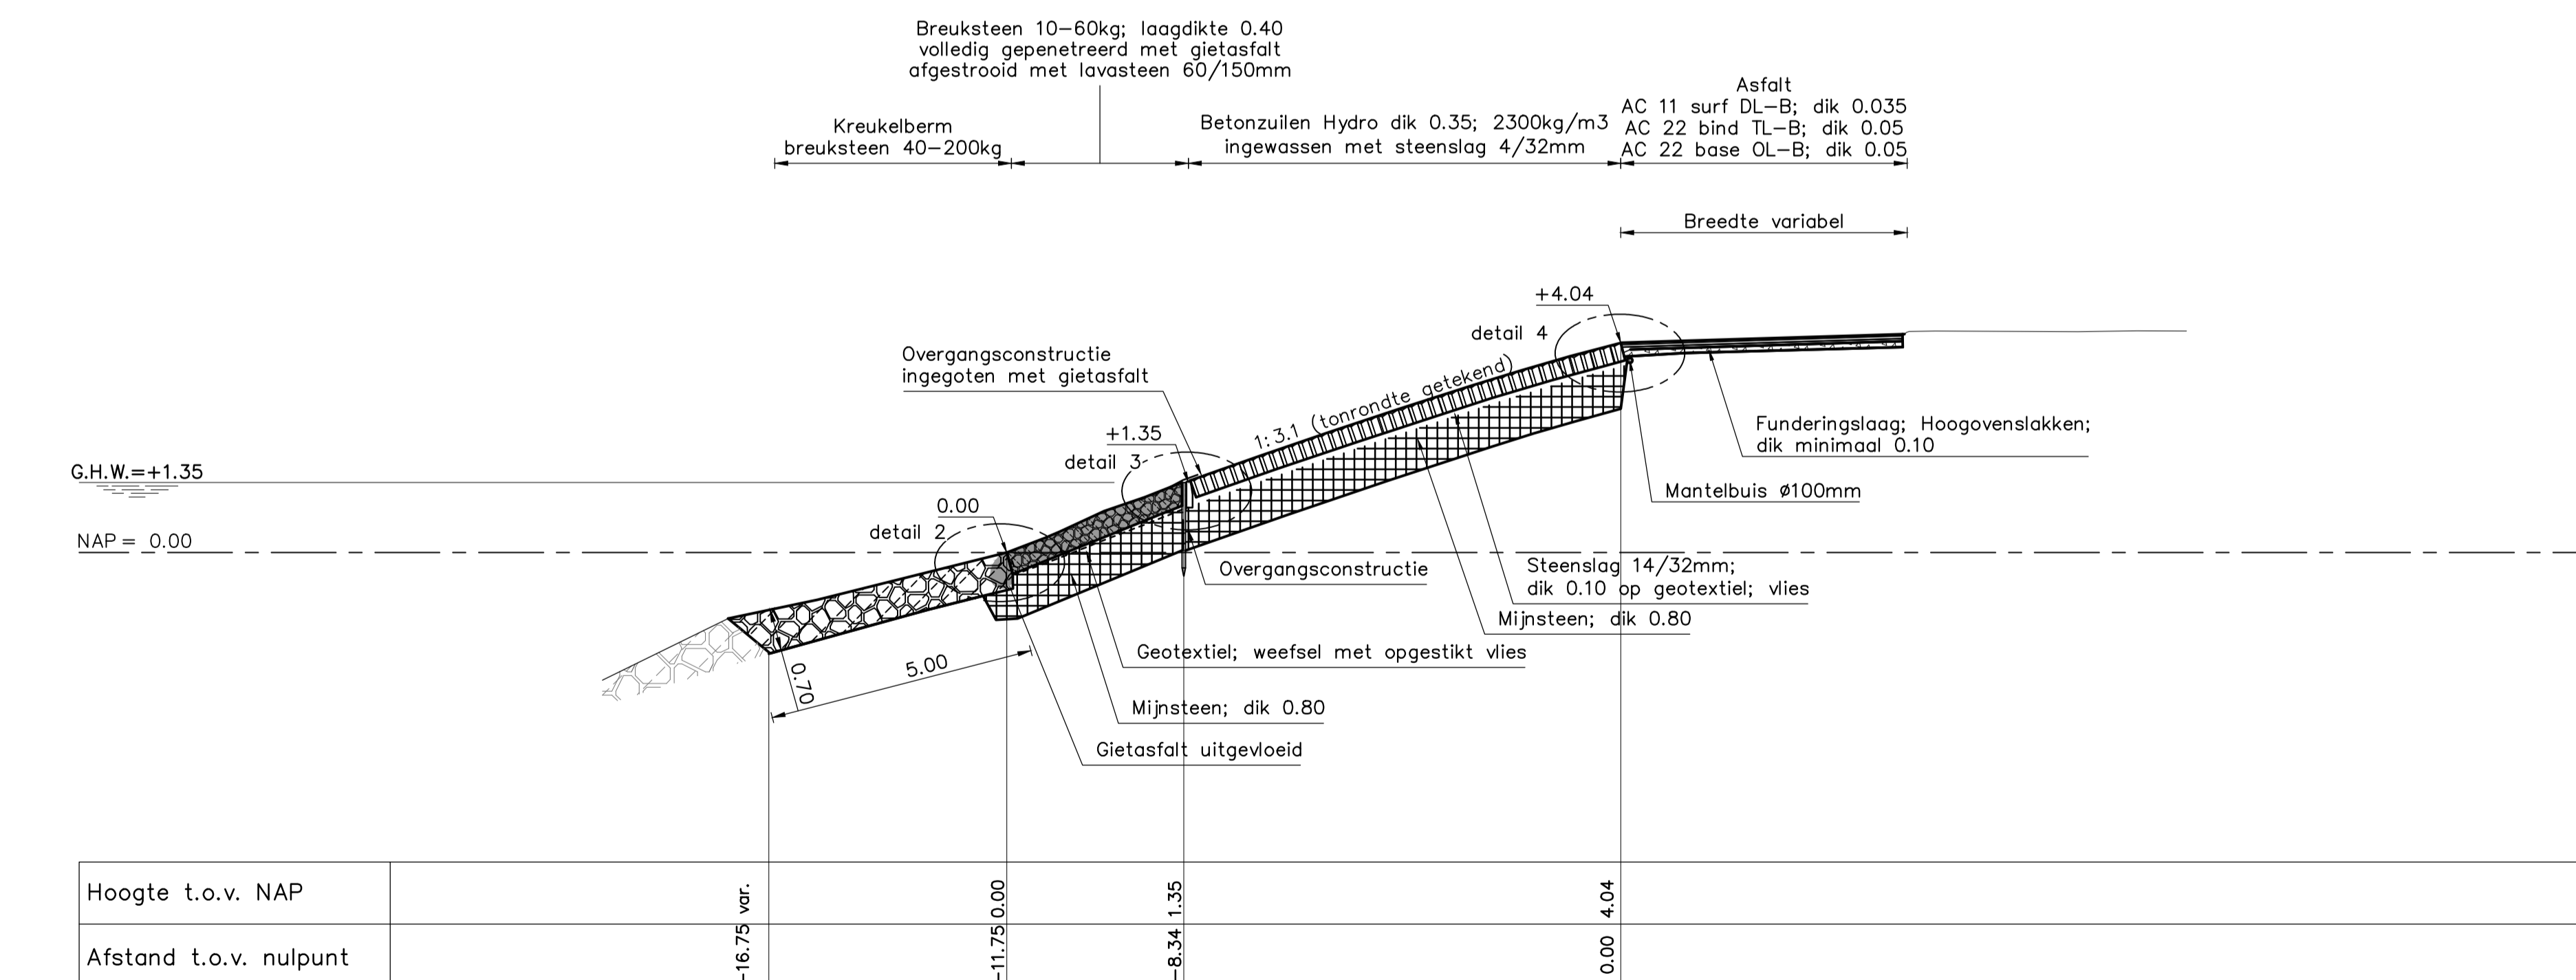 Breuksteen 10-60kg; laagdikte 0.40
volledig gepenetreerd met gietasfalt
afgestrooid met lavasteen 60/150mm
Kreukelberm
breuksteen 40-200kg
Betonzuilen Hydro dik 0.35; 2300kg/m3
ingewassen met steenslag 4/32mm
Asfalt
AC 11 surf DL-B; dik 0.035
AC 22 bind TL-B; dik 0.05
AC 22 base OL-B; dik 0.05
Breedte variabel
+4.04
detail 4
Overgangsconstructie
ingegoten met gietasfalt
1:3.1 (tonrondte getekend)
+1.35
detail 3
G.H.W.=+1.35
0.00
detail 2
NAP= 0.00
Funderingslaag; Hoogovenslakken;
dik minimaal 0.10
Mantelbuis ø100mm
Overgangsconstructie
Steenslag 14/32mm;
dik 0.10 op geotextiel; vlies
Mijnsteen; dik 0.80
Geotextiel; weefsel met opgestikt vlies
5.00
0.70
Mijnsteen; dik 0.80
Gietasfalt uitgevloeid
Hoogte t.o.v. NAP
var.
0.00
1.35
4.04
Afstand t.o.v. nulpunt
-16.75
-11.75
-8.34
0.00